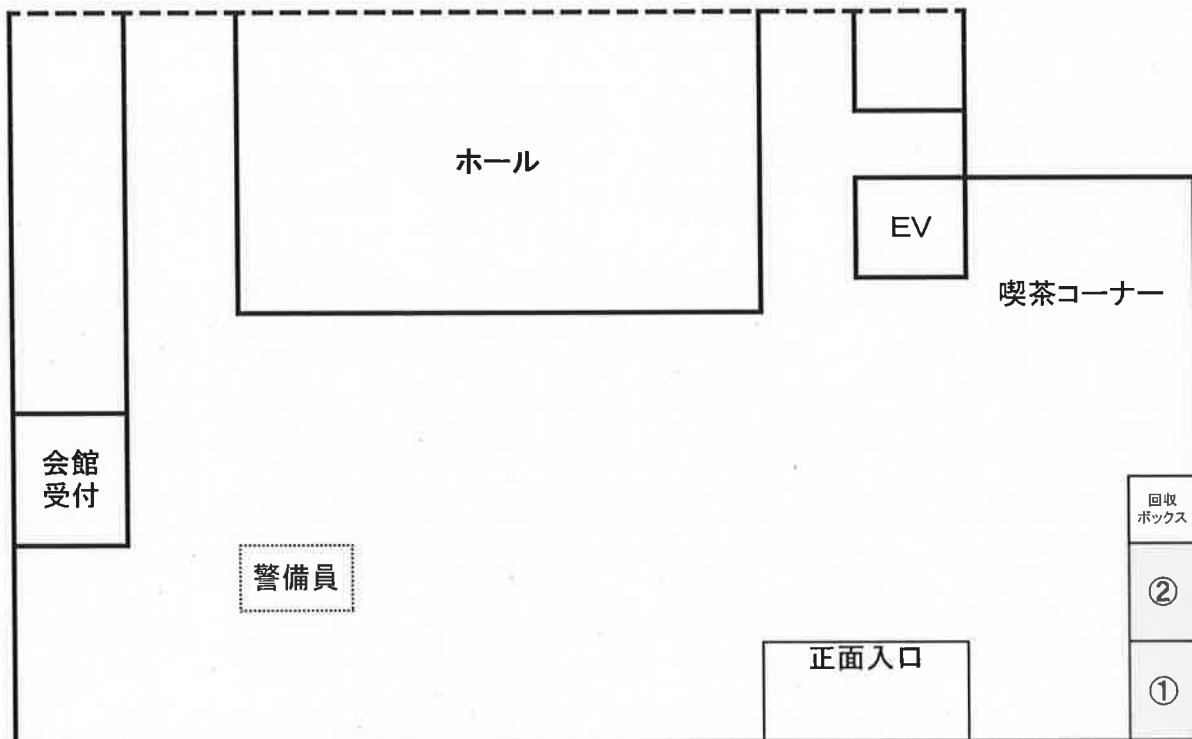 ホール
EV
喫茶コーナー
会館
受付
回収
ボックス
警備員
②
正面入口
①